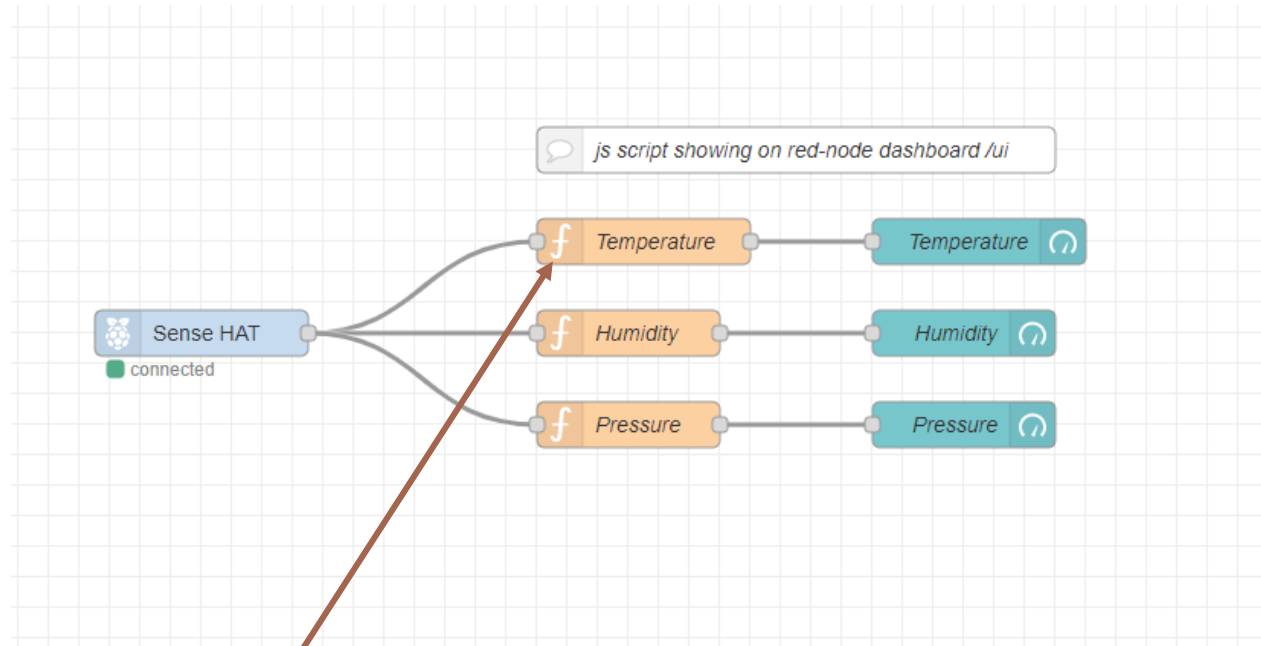 js script showing on red-node dashboard /ui
Temperature
Temperature
Sense HAT
connected
Humidity
Humidity
Pressure
Pressure